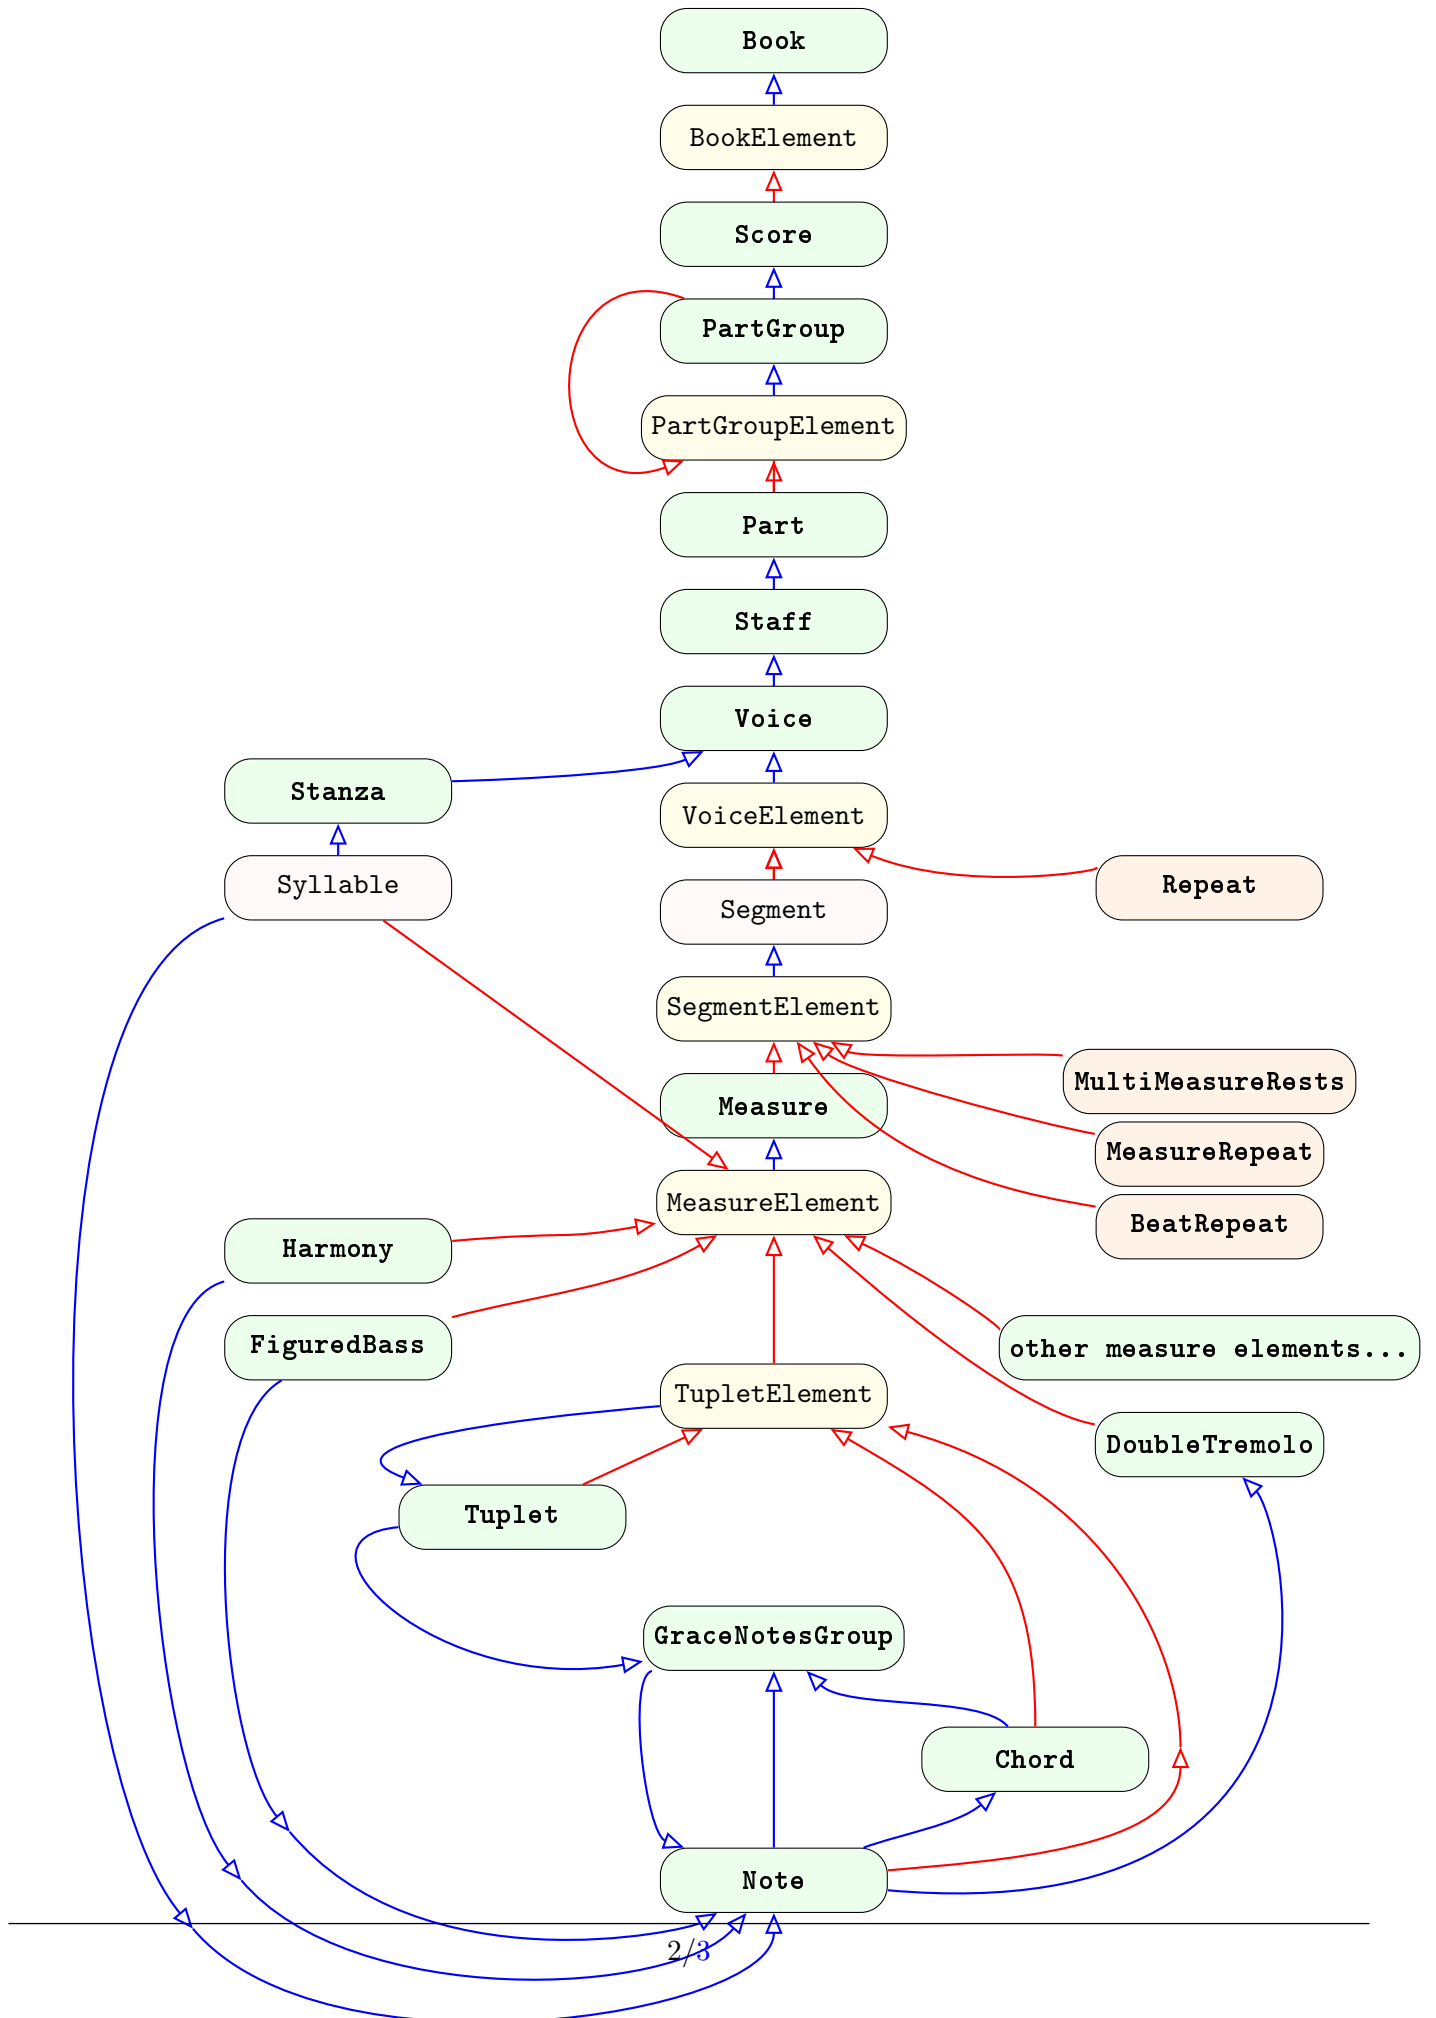 Book
BookElement
Score
PartGroup
PartGroupElement
Part
Staff
Voice
Stanza
VoiceElement
Syllable
Repeat
Segment
SegmentElement
MultiMeasureRests
Measure
MeasureRepeat
MeasureElement
BeatRepeat
Harmony
FiguredBass
other measure elements...
TupletElement
DoubleTremolo
Tuplet
GraceNotesGroup
Chord
Note
2/3